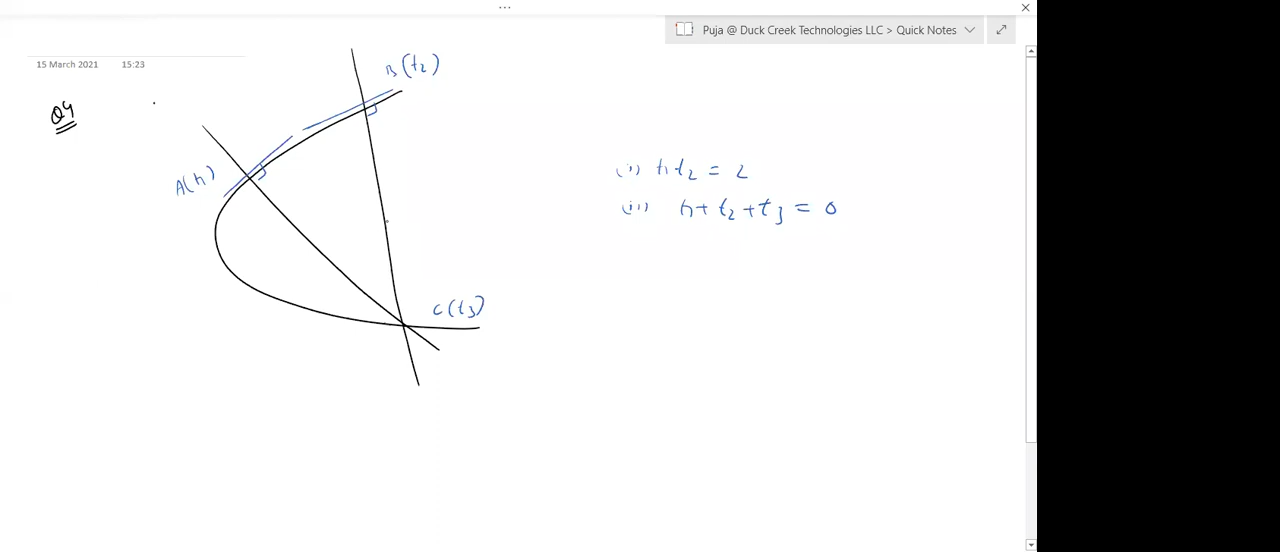 ...
Puja @ Duck Creek Technologies LLC > Quick Notes
15 March 2021 15:23
Q4
B(t2)
A(t1)
C(t3)
(i) t1t2 = 2
(ii) t1 + t2 + t3 = 0